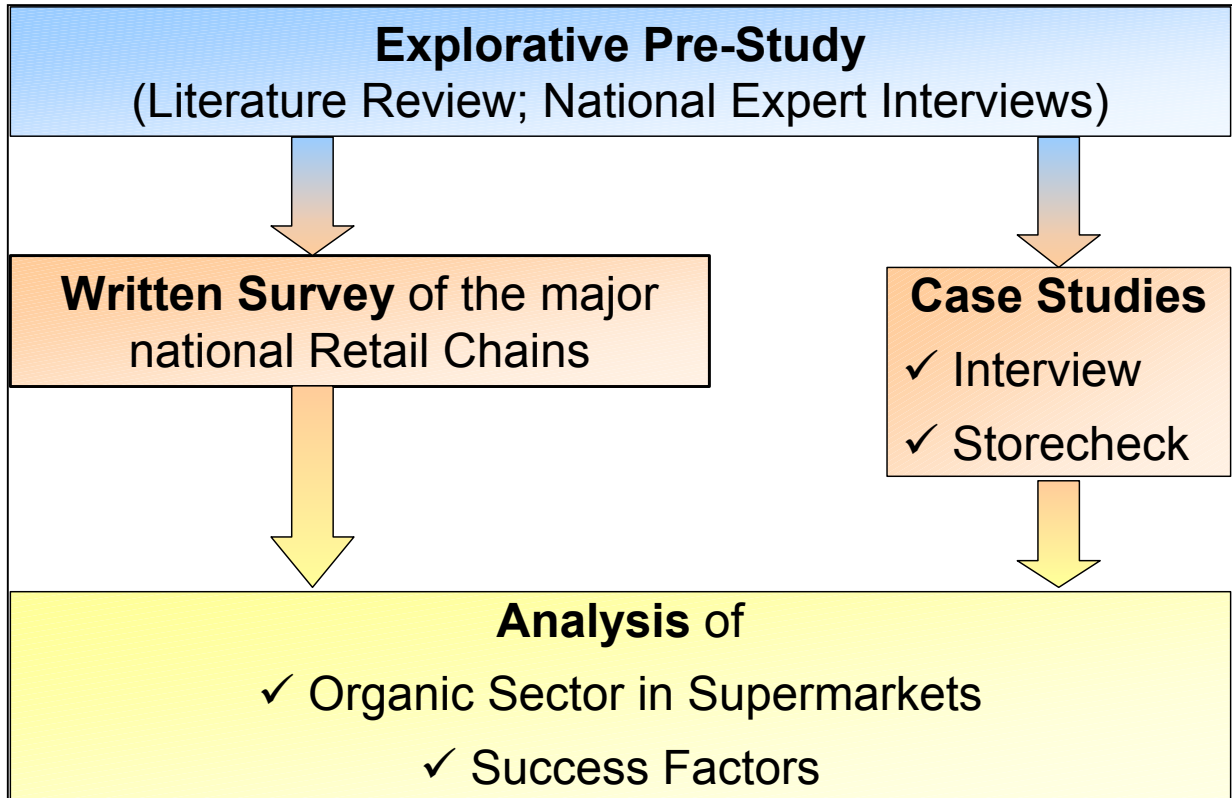 Explorative Pre-Study
(Literature Review; National Expert Interviews)
Written Survey of the major
national Retail Chains
Case Studies
✓ Interview
✓ Storecheck
Analysis of
✓ Organic Sector in Supermarkets
✓ Success Factors